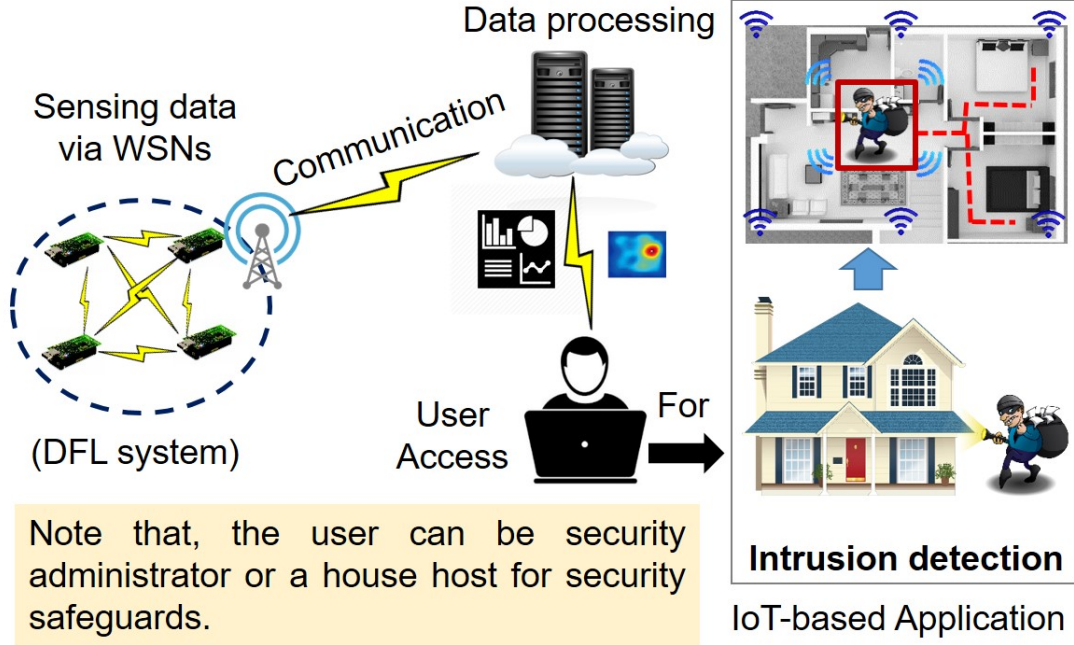 Data processing
Sensing data
via WSNs
Communication
(DFL system)
User
Access
For
Note that, the user can be security
administrator or a house host for security
safeguards.
Intrusion detection
IoT-based Application